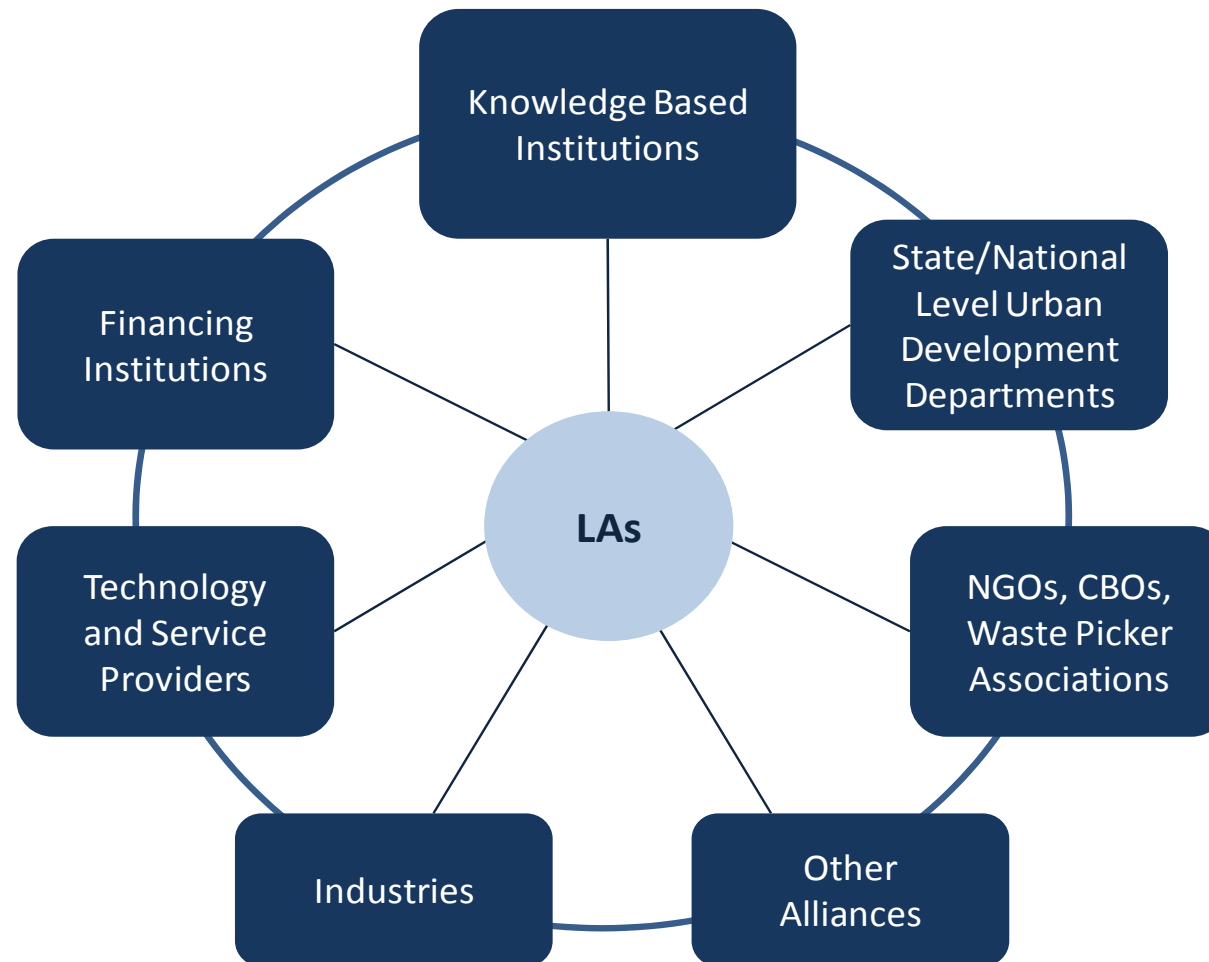 Knowledge Based
Institutions
State/National
Level Urban
Development
Departments
Financing
Institutions
LAs
Technology
and Service
Providers
NGOs, CBOs,
Waste Picker
Associations
Industries
Other
Alliances